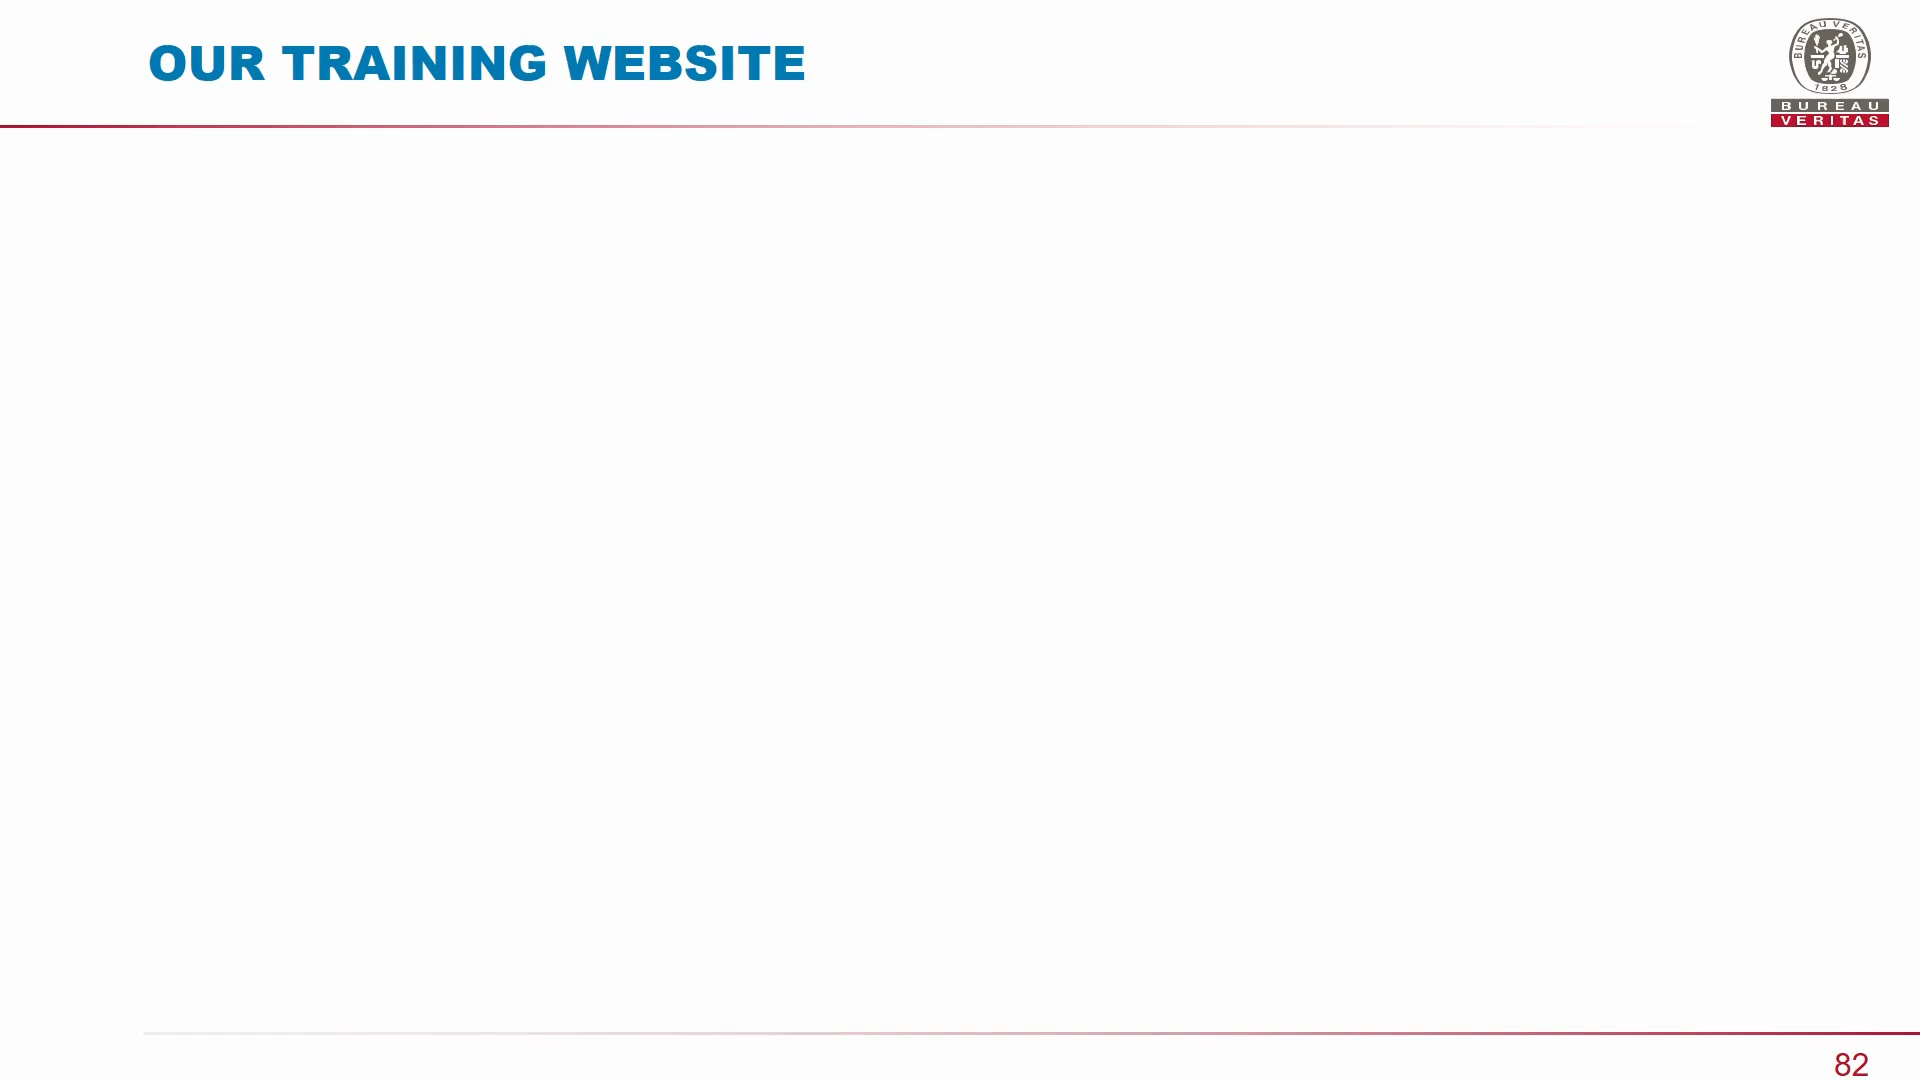 OUR TRAINING WEBSITE
BUREAU VERITAS
1828
BUREAU
VERITAS
82